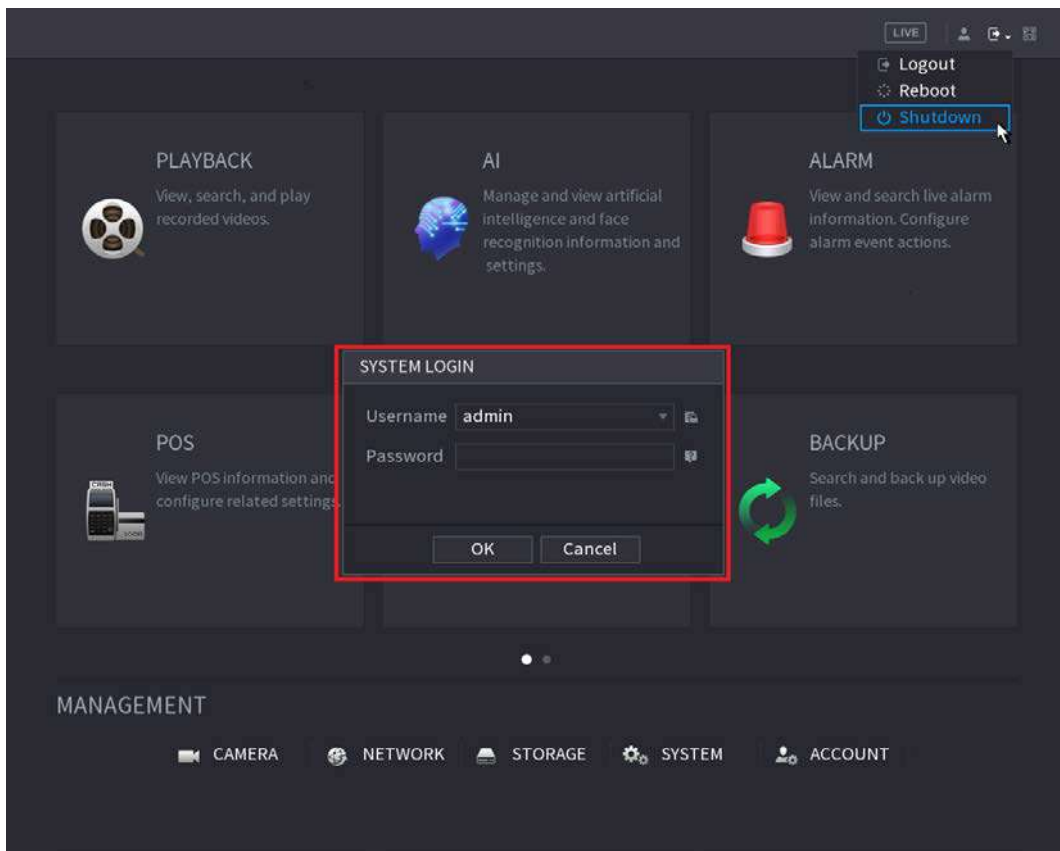 LIVE
Logout
Reboot
Shutdown
PLAYBACK
View, search, and play
recorded videos.
AI
Manage and view artificial
intelligence and face
recognition information and
settings.
ALARM
View and search live alarm
information. Configure
alarm event actions.
SYSTEM LOGIN
Username admin
Password
OK Cancel
POS
View POS information and
configure related settings.
CASH
BACKUP
Search and back up video
files.
MANAGEMENT
CAMERA NETWORK STORAGE SYSTEM ACCOUNT